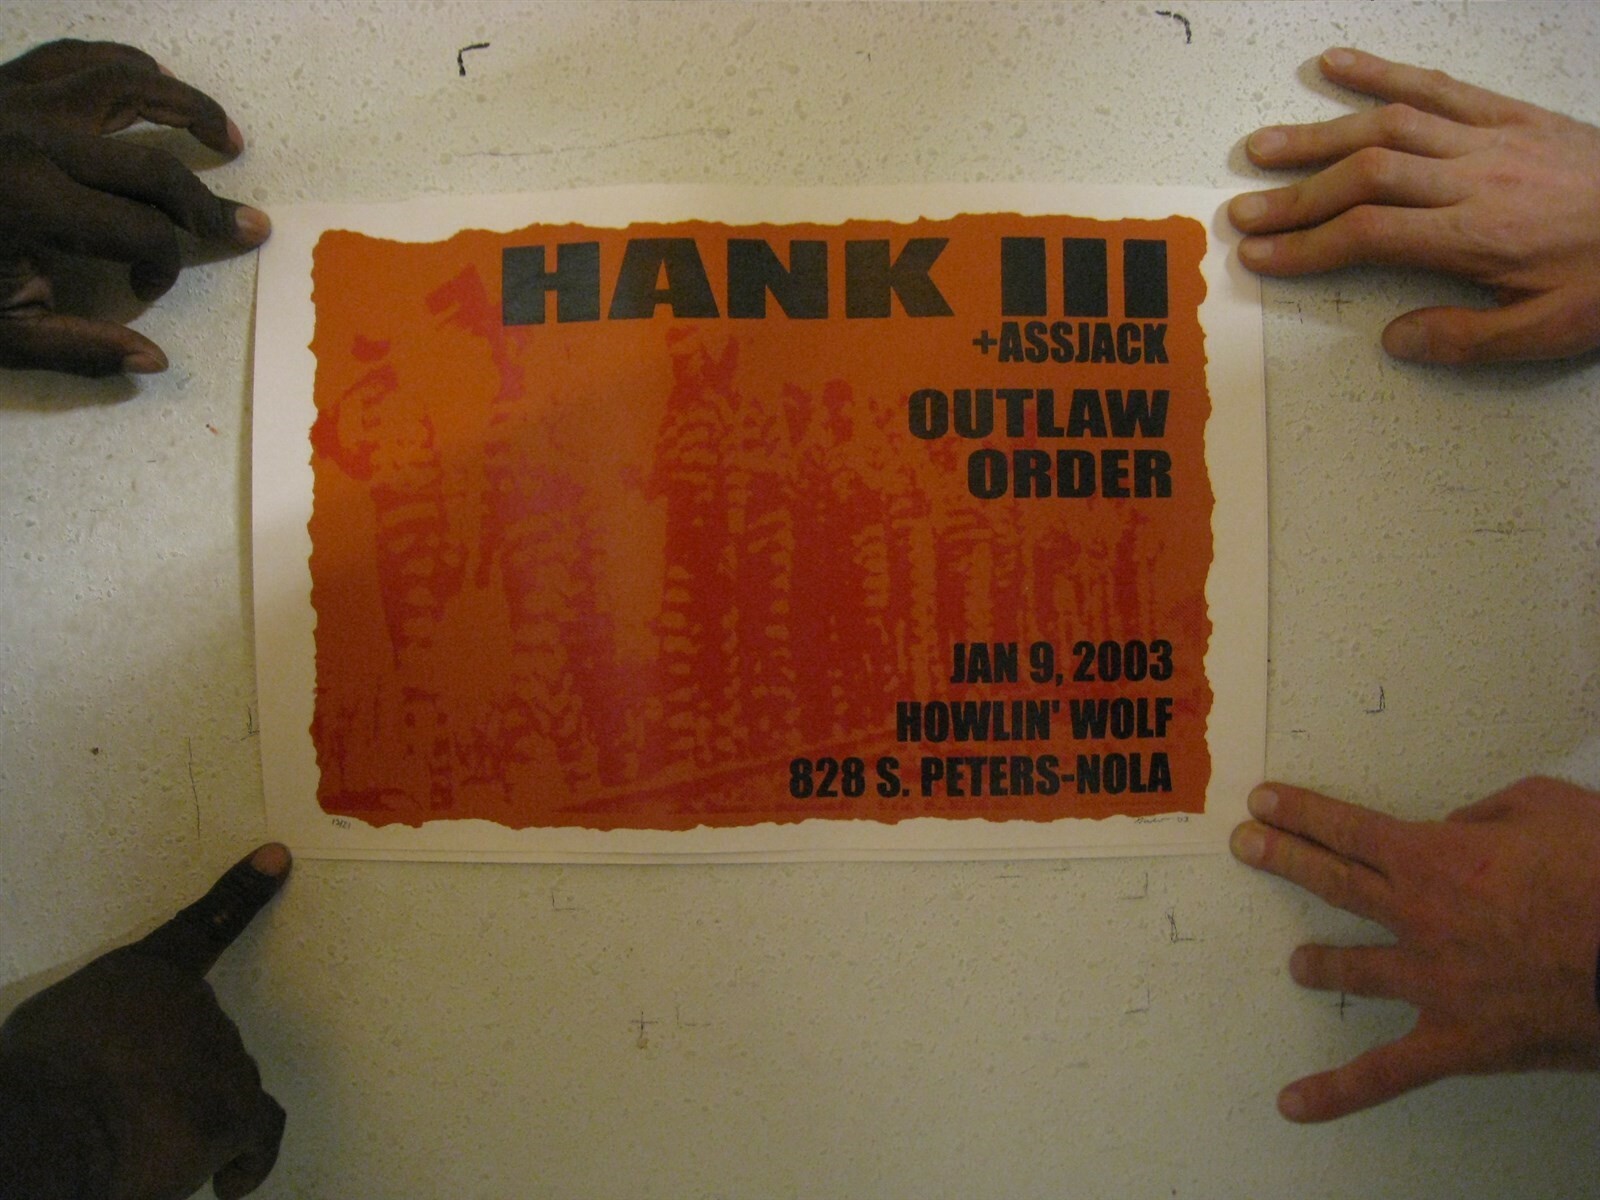 HANK III
+ASSJACK
OUTLAW
ORDER
JAN 9, 2003
HOWLIN' WOLF
828 S. PETERS-NOLA